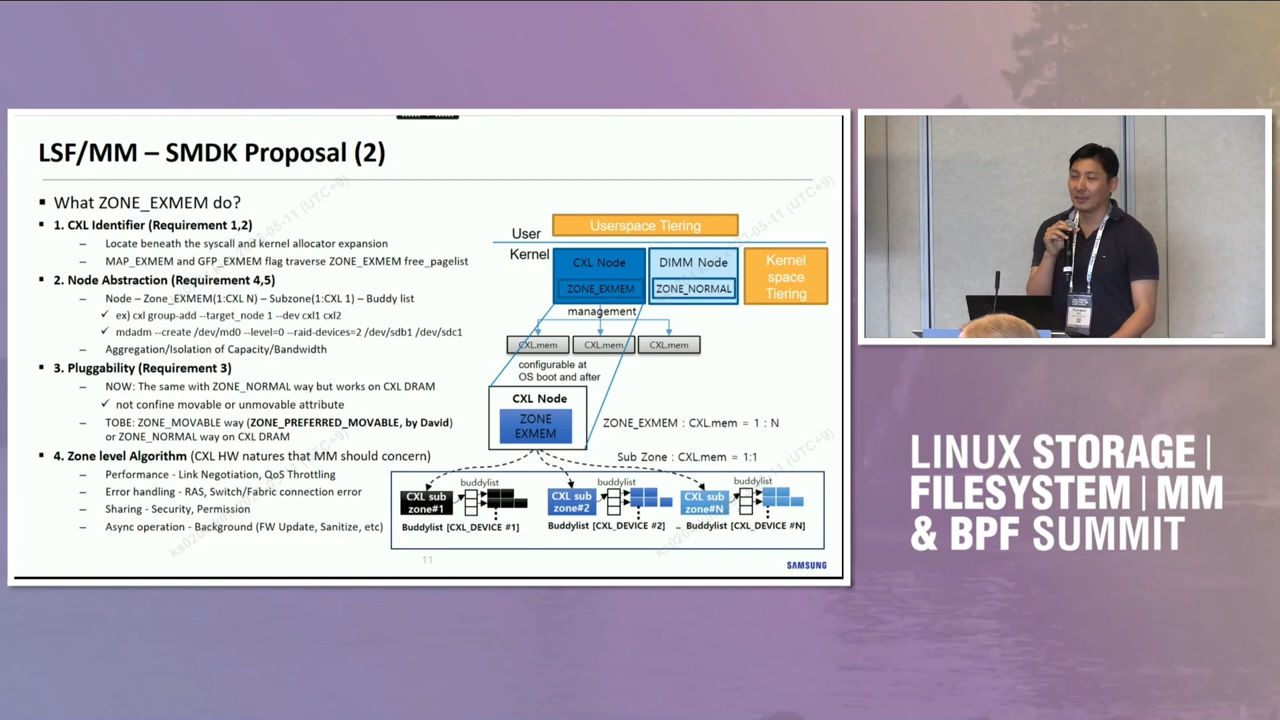 LSF/MM – SMDK Proposal (2)
What ZONE_EXMEM do?
1. CXL Identifier (Requirement 1,2)
– Locate beneath the syscall and kernel allocator expansion
– MAP_EXMEM and GFP_EXMEM flag traverse ZONE_EXMEM free_pagelist
2. Node Abstraction (Requirement 4,5)
– Node – Zone_EXMEM(1:CXL N) – Subzone(1:CXL 1) – Buddy list
✓ ex) cxl group-add --target_node 1 --dev cxl1 cxl2
✓ mdadm --create /dev/md0 --level=0 --raid-devices=2 /dev/sdb1 /dev/sdc1
– Aggregation/Isolation of Capacity/Bandwidth
3. Pluggability (Requirement 3)
– NOW: The same with ZONE_NORMAL way but works on CXL DRAM
✓ not confine movable or unmovable attribute
– TOBE: ZONE_MOVABLE way (ZONE_PREFERRED_MOVABLE, by David)
or ZONE_NORMAL way on CXL DRAM
4. Zone level Algorithm (CXL HW natures that MM should concern)
– Performance - Link Negotiation, QoS Throttling
– Error handling - RAS, Switch/Fabric connection error
– Sharing - Security, Permission
– Async operation - Background (FW Update, Sanitize, etc)
User
Userspace Tiering
Kernel
CXL Node
ZONE_EXMEM
DIMM Node
ZONE_NORMAL
Kernel
space
Tiering
management
CXL.mem
CXL.mem
CXL.mem
configurable at
OS boot and after
CXL Node
ZONE
EXMEM
ZONE_EXMEM : CXL.mem = 1 : N
Sub Zone : CXL.mem = 1:1
CXL sub
zone#1
buddylist
Buddylist [CXL_DEVICE #1]
CXL sub
zone#2
buddylist
Buddylist [CXL_DEVICE #2]
..
CXL sub
zone#N
buddylist
Buddylist [CXL_DEVICE #N]
11
SAMSUNG
LINUX STORAGE |
FILESYSTEM | MM
& BPF SUMMIT